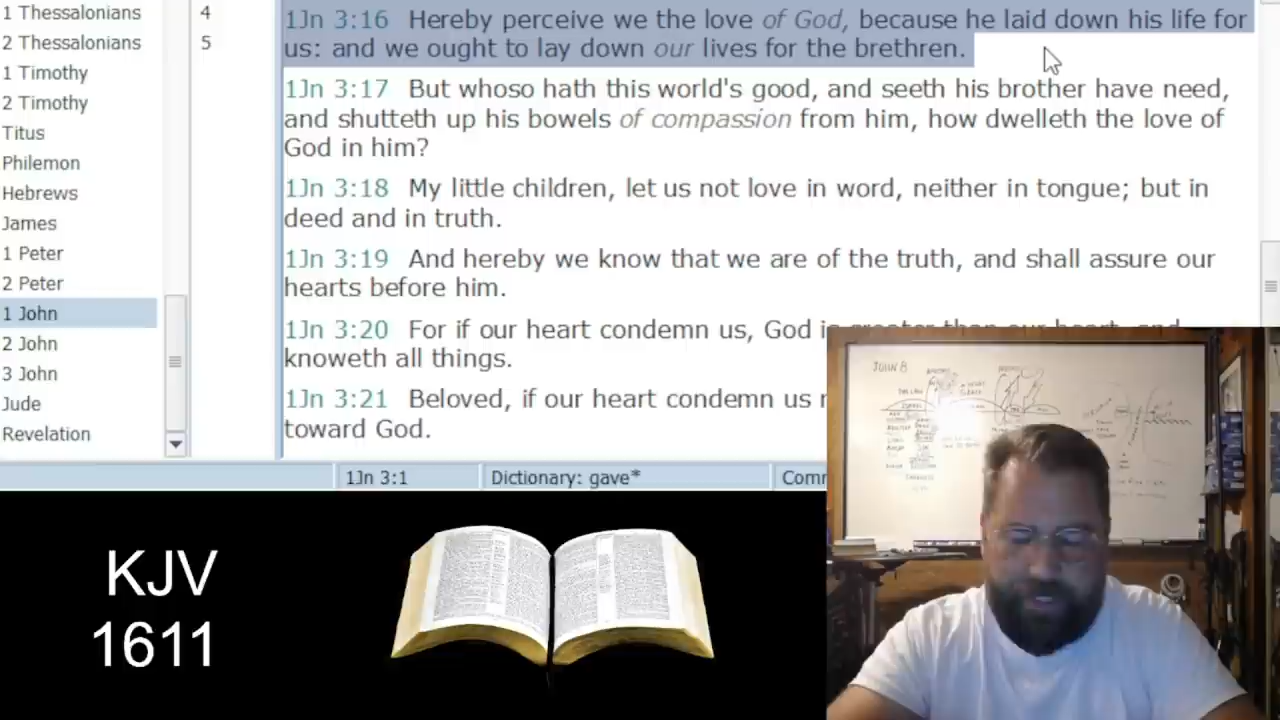 1 Thessalonians
2 Thessalonians
1 Timothy
2 Timothy
Titus
Philemon
Hebrews
James
1 Peter
2 Peter
1 John
2 John
3 John
Jude
Revelation
4
5
1Jn 3:16 Hereby perceive we the love of God, because he laid down his life for
us: and we ought to lay down our lives for the brethren.
1Jn 3:17 But whoso hath this world's good, and seeth his brother have need,
and shutteth up his bowels of compassion from him, how dwelleth the love of
God in him?
1Jn 3:18 My little children, let us not love in word, neither in tongue; but in
deed and in truth.
1Jn 3:19 And hereby we know that we are of the truth, and shall assure our
hearts before him.
1Jn 3:20 For if our heart condemn us, God is greater than our heart, and
knoweth all things.
1Jn 3:21 Beloved, if our heart condemn us
toward God.
1Jn 3:1
Dictionary: gave*
Comm
KJV
1611
JOHN 8